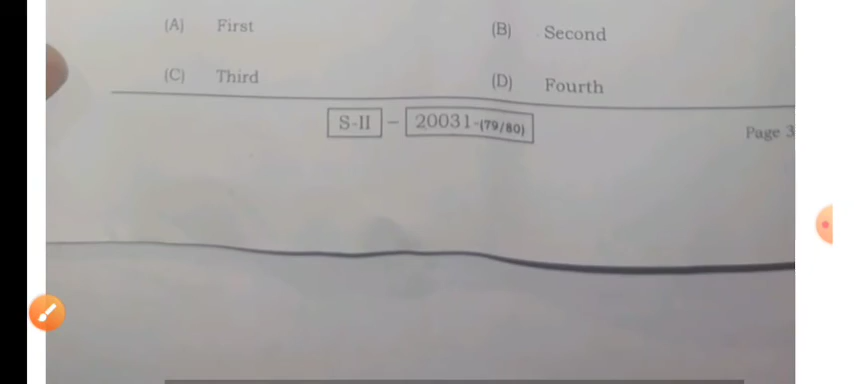 (A) First (B) Second
(C) Third (D) Fourth
S-II - 20031-(79/80)
Page 3